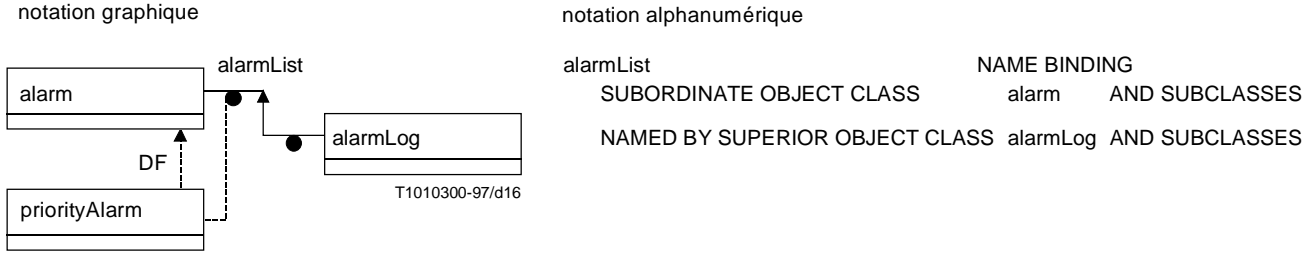 notation graphique
notation alphanumérique
alarmList
alarm
alarmLog
DF
priorityAlarm
T1010300-97/d16
alarmList NAME BINDING
SUBORDINATE OBJECT CLASS alarm AND SUBCLASSES
NAMED BY SUPERIOR OBJECT CLASS alarmLog AND SUBCLASSES